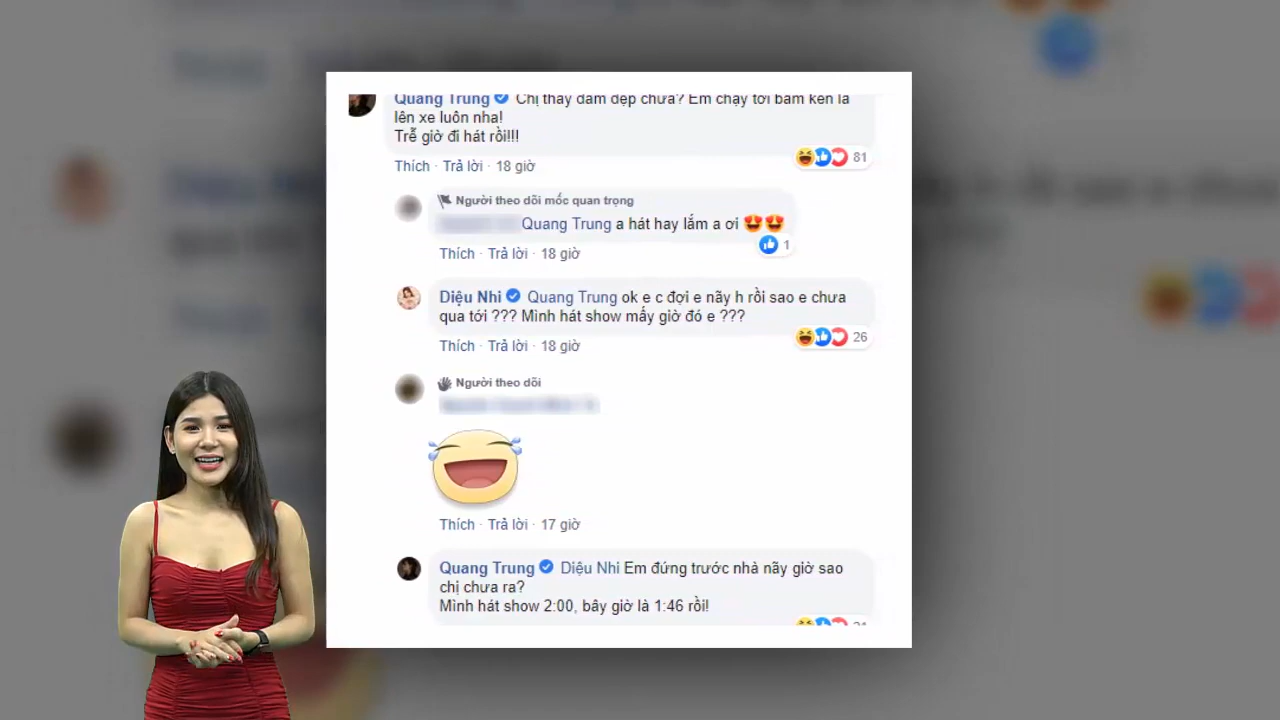 Quang Trung Chị thấy đầm đẹp chưa? Em chạy tới bấm kèn là
lên xe luôn nha!
Trễ giờ đi hát rồi!!!
81
Thích · Trả lời · 18 giờ
Người theo dõi mốc quan trọng
Quang Trung a hát hay lắm a ơi 😍😍
1
Thích · Trả lời · 18 giờ
Diệu Nhi Quang Trung ok e c đợi e nãy h rồi sao e chưa
qua tới ??? Mình hát show mấy giờ đó e ???
26
Thích · Trả lời · 18 giờ
Người theo dõi
Thích · Trả lời · 17 giờ
Quang Trung Diệu Nhi Em đứng trước nhà nãy giờ sao
chị chưa ra?
Mình hát show 2:00, bây giờ là 1:46 rồi!